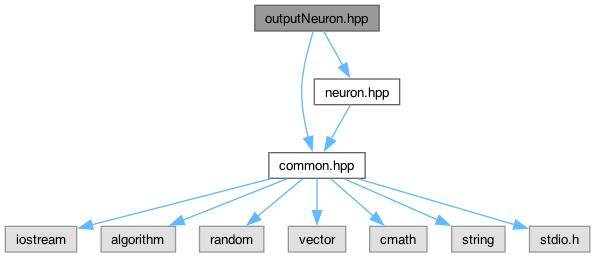 outputNeuron.hpp
neuron.hpp
common.hpp
iostream
algorithm
random
vector
cmath
string
stdio.h